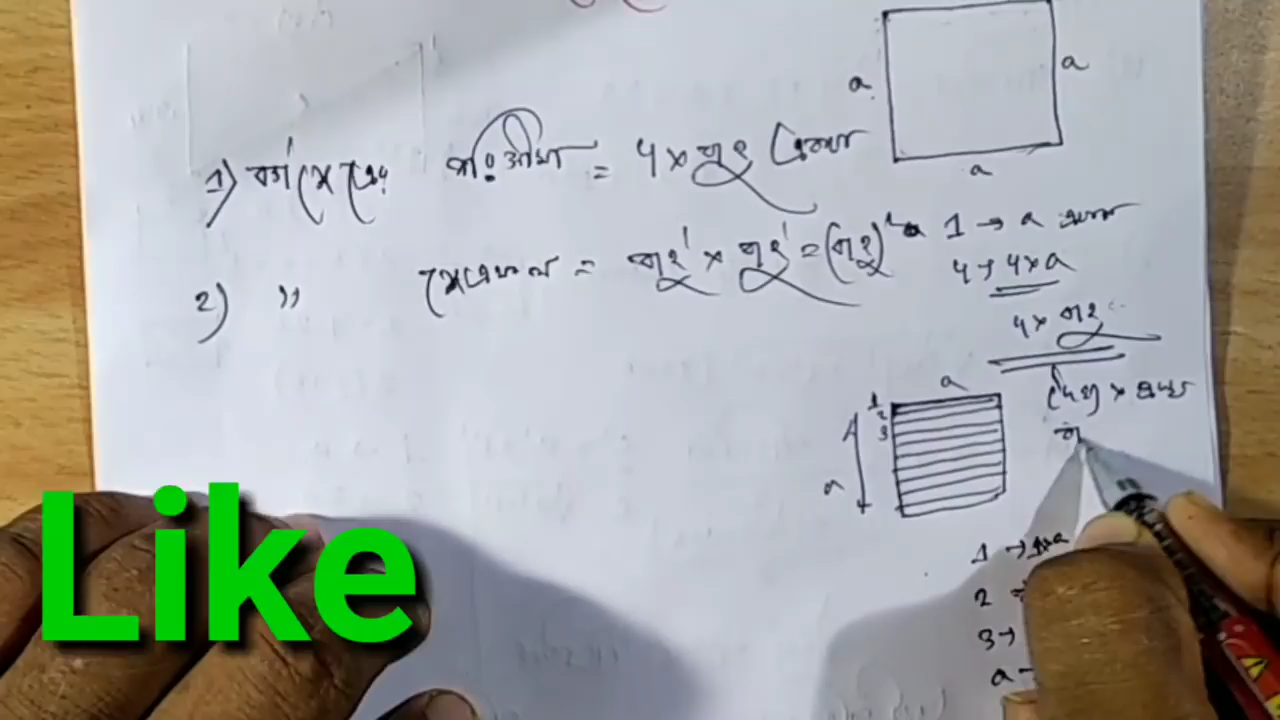 a
a
a
1) বর্গক্ষেত্রের পরিসীমা = 4 × বাহু
2) " ক্ষেত্রফল = বাহু × বাহু = (বাহু)²
1 → a
4 → 4×a
4 × বাহু
দৈর্ঘ্য × প্রস্থ
বা
a
1
2
3
a
1 → 1×a
2 =
3 →
a -
Like